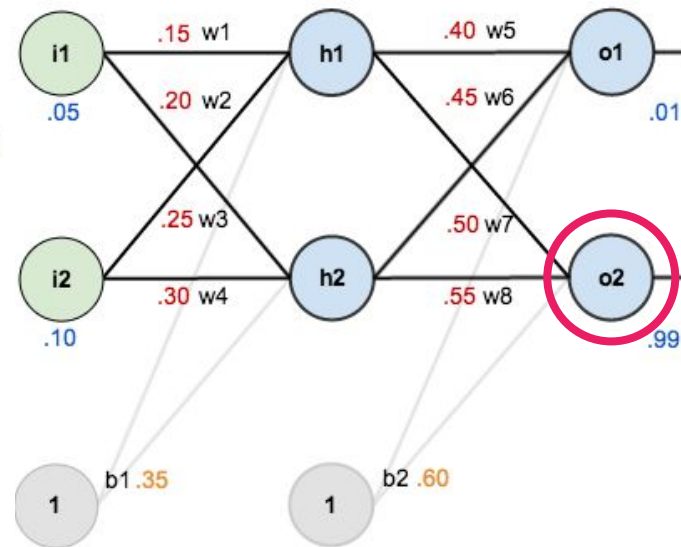 .15 w1
.40 w5
i1
h1
o1
.20 w2
.45 w6
.05
.01
.25 w3
.50 w7
i2
h2
o2
.30 w4
.55 w8
.10
.99
b1 .35
b2 .60
1
1